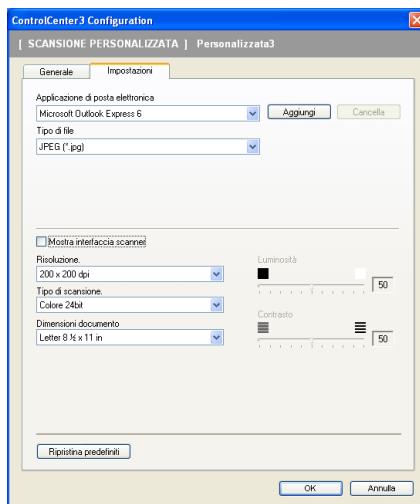 ControlCenter3 Configuration
[ SCANSIONE PERSONALIZZATA ] Personalizzata3
Generale Impostazioni
Applicazione di posta elettronica
Microsoft Outlook Express 6 Aggiungi Cancella
Tipo di file
JPEG (*.jpg)
Mostra interfaccia scanner
Risoluzione. Luminosità
200 x 200 dpi 50
Tipo di scansione.
Colore 24bit
Contrasto
Dimensioni documento
Letter 8 ½ x 11 in 50
Ripristina predefiniti
OK Annulla